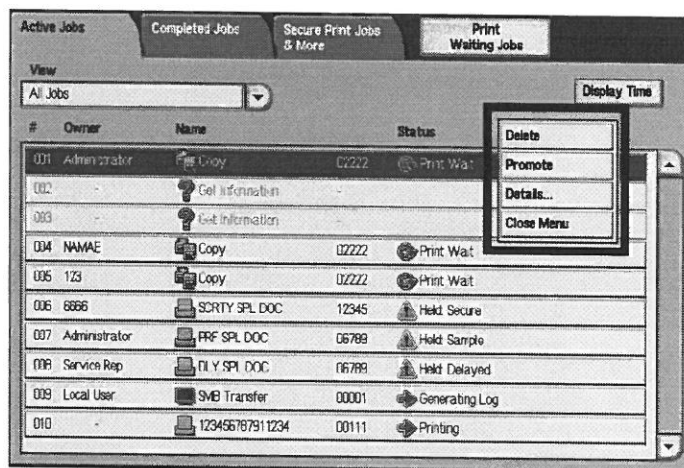 Active Jobs
Completed Jobs
Secure Print Jobs
& More
Print
Waiting Jobs
View
All Jobs
Display Time
# Owner Name Status
Delete
Promote
Details...
Close Menu
001 Administrator Copy 02222 Print Wait
002 - Get Information -
003 - Get Information -
004 NAMAE Copy 02222 Print Wait
005 123 Copy 02222 Print Wait
006 6666 SCRTY SPL DOC 12345 Held: Secure
007 Administrator PRF SPL DOC 06789 Held: Sample
008 Service Rep DLY SPL DOC 06789 Held: Delayed
009 Local User SMB Transfer 00001 Generating Log
010 - 123456787911234 00111 Printing